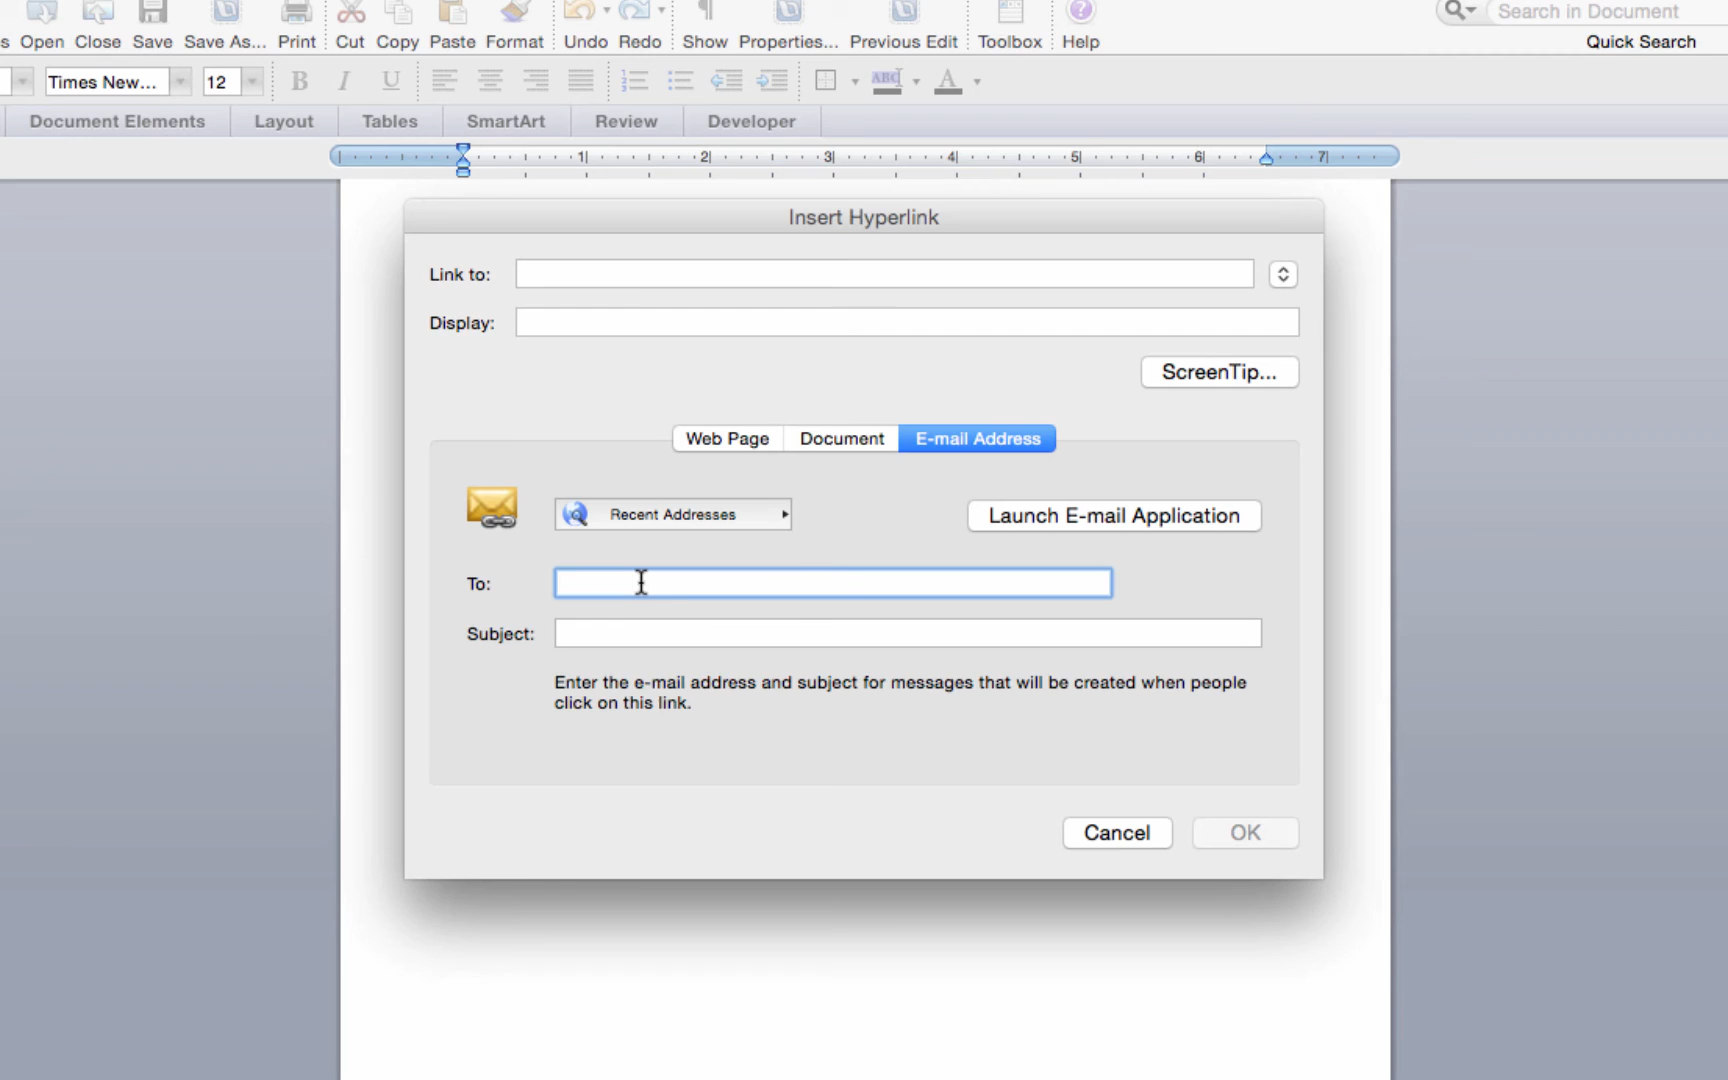 Search in Document
s Open Close Save Save As... Print Cut Copy Paste Format Undo Redo Show Properties... Previous Edit Toolbox Help Quick Search
Times New... 12 B I U ABC A
Document Elements Layout Tables SmartArt Review Developer
1 2 3 4 5 6 7
Insert Hyperlink
Link to:
Display:
ScreenTip...
Web Page Document E-mail Address
Recent Addresses Launch E-mail Application
To:
Subject:
Enter the e-mail address and subject for messages that will be created when people
click on this link.
Cancel OK